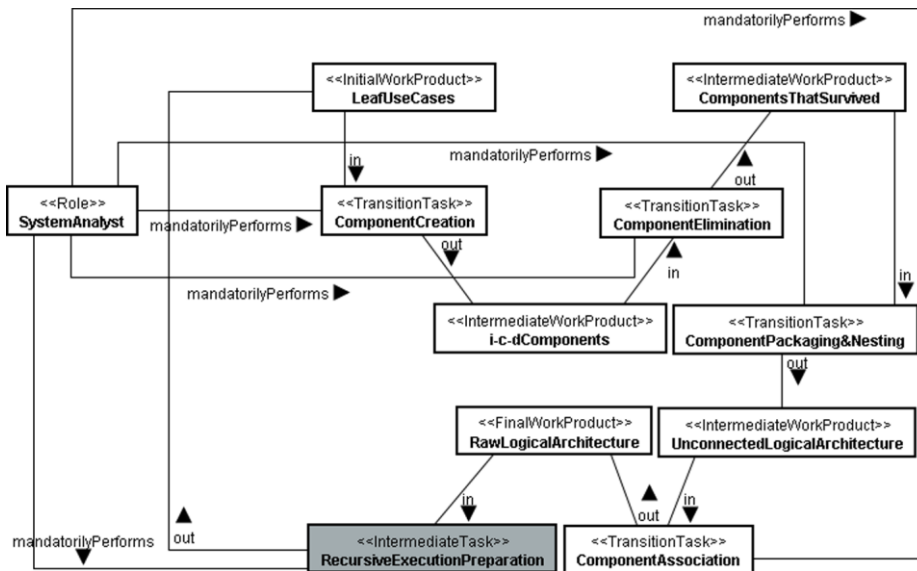 mandatorilyPerforms
<<InitialWorkProduct>>
LeafUseCases
<<IntermediateWorkProduct>>
ComponentsThatSurvived
in
mandatorilyPerforms
out
<<Role>>
SystemAnalyst
mandatorilyPerforms
<<TransitionTask>>
ComponentCreation
<<TransitionTask>>
ComponentElimination
out
in
in
mandatorilyPerforms
<<IntermediateWorkProduct>>
i-c-dComponents
<<TransitionTask>>
ComponentPackaging&Nesting
out
<<FinalWorkProduct>>
RawLogicalArchitecture
<<IntermediateWorkProduct>>
UnconnectedLogicalArchitecture
in
in
out
out
mandatorilyPerforms
<<IntermediateTask>>
RecursiveExecutionPreparation
<<TransitionTask>>
ComponentAssociation